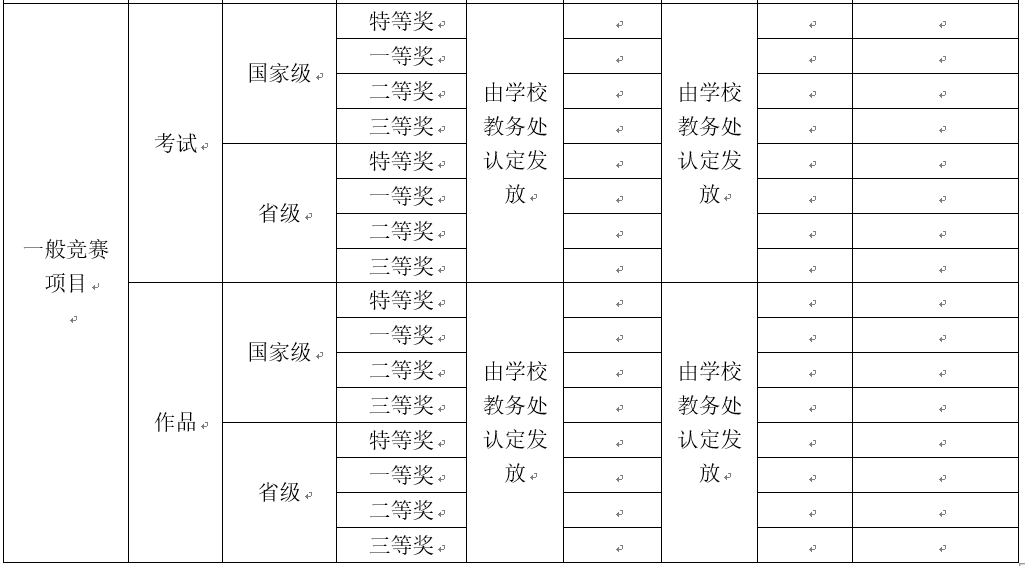 一般竞赛
项目
考试
国家级
特等奖
一等奖
二等奖
三等奖
由学校
教务处
认定发
放
由学校
教务处
认定发
放
省级
特等奖
一等奖
二等奖
三等奖
作品
国家级
特等奖
一等奖
二等奖
三等奖
由学校
教务处
认定发
放
由学校
教务处
认定发
放
省级
特等奖
一等奖
二等奖
三等奖